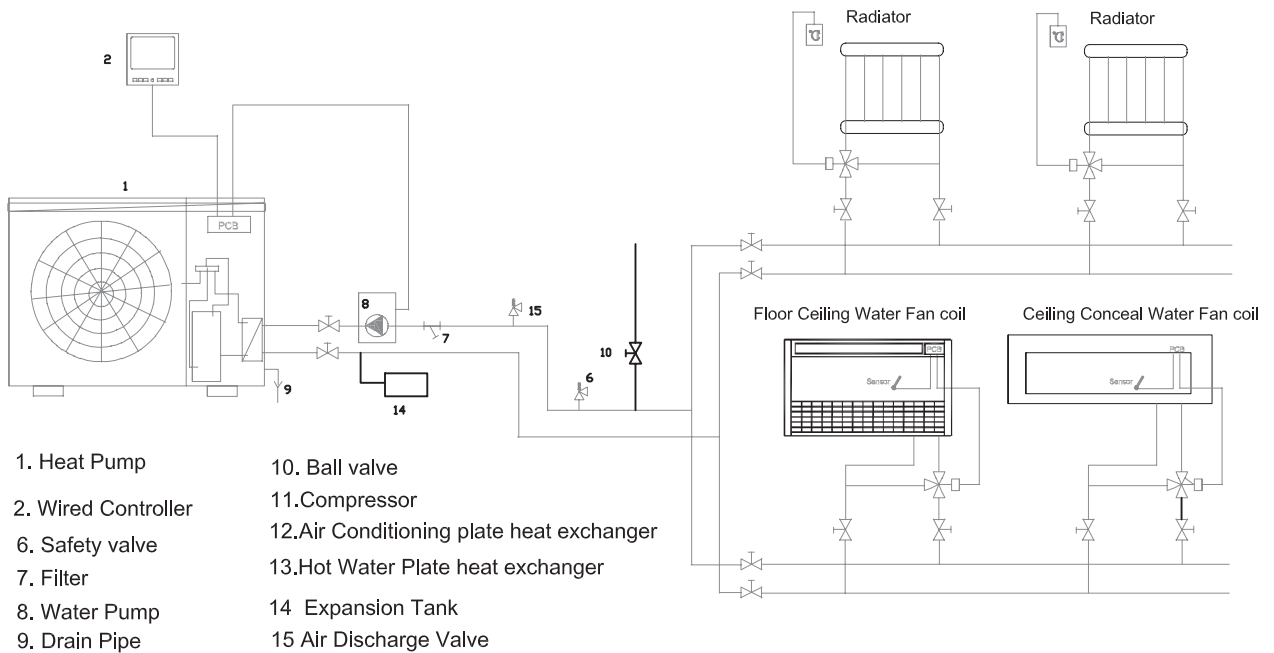 Radiator
Radiator
2
1
PCB
8
15
7
10
6
9
14
Floor Ceiling Water Fan coil
Ceiling Conceal Water Fan coil
PCB
Sensor
PCB
Sensor
1. Heat Pump
2. Wired Controller
6. Safety valve
7. Filter
8. Water Pump
9. Drain Pipe
10. Ball valve
11.Compressor
12.Air Conditioning plate heat exchanger
13.Hot Water Plate heat exchanger
14 Expansion Tank
15 Air Discharge Valve